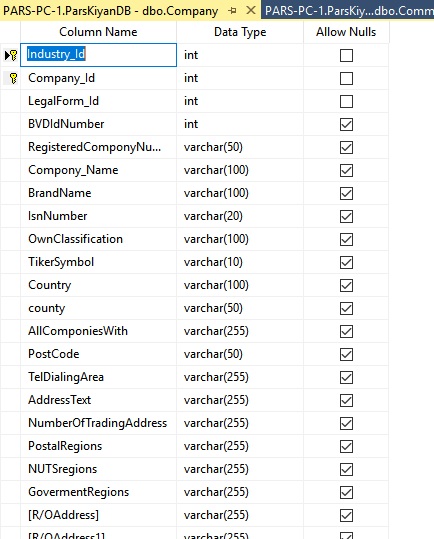 PARS-PC-1.ParsKiyanDB - dbo.Company PARS-PC-1.ParsKiy...dbo.Comm
Column Name Data Type Allow Nulls
Industry_Id int
Company_Id int
LegalForm_Id int
BVDIdNumber int
RegisteredComponyNu... varchar(50)
Compony_Name varchar(100)
BrandName varchar(100)
IsnNumber varchar(20)
OwnClassification varchar(100)
TikerSymbol varchar(10)
Country varchar(100)
county varchar(50)
AllComponiesWith varchar(255)
PostCode varchar(50)
TelDialingArea varchar(255)
AddressText varchar(255)
NumberOfTradingAddress varchar(255)
PostalRegions varchar(255)
NUTSregions varchar(255)
GovermentRegions varchar(255)
[R/OAddress] varchar(255)
[R/OAddress1] varchar(255)